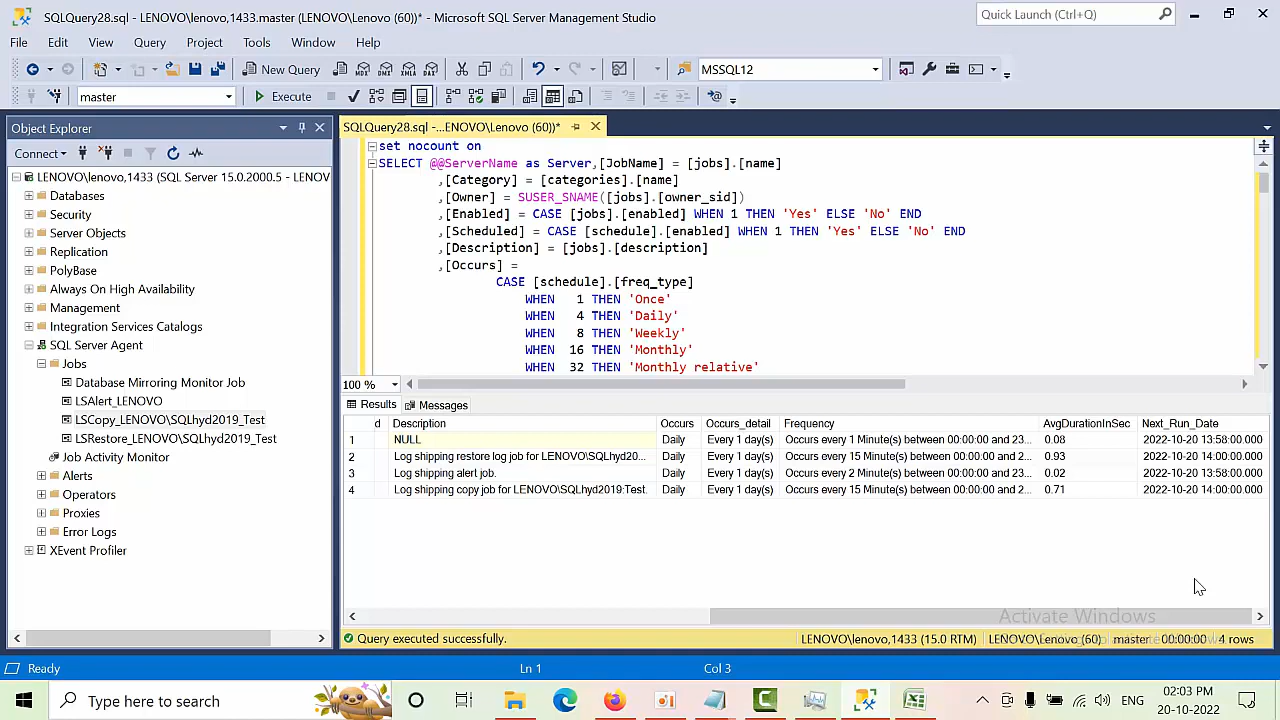 SQLQuery28.sql - LENOVO\lenovo,1433.master (LENOVO\Lenovo (60))* - Microsoft SQL Server Management Studio
Quick Launch (Ctrl+Q)
File Edit View Query Project Tools Window Help
New Query
MDX DMX XMLA DAX
MSSQL12
master
Execute
Object Explorer
SQLQuery28.sql -...ENOVO\Lenovo (60))*
Connect
LENOVO\lenovo,1433 (SQL Server 15.0.2000.5 - LENOV
Databases
Security
Server Objects
Replication
PolyBase
Always On High Availability
Management
Integration Services Catalogs
SQL Server Agent
Jobs
Database Mirroring Monitor Job
LSAlert_LENOVO
LSCopy_LENOVO\SQLhyd2019_Test
LSRestore_LENOVO\SQLhyd2019_Test
Job Activity Monitor
Alerts
Operators
Proxies
Error Logs
XEvent Profiler
set nocount on
SELECT @@ServerName as Server,[JobName] = [jobs].[name]
,[Category] = [categories].[name]
,[Owner] = SUSER_SNAME([jobs].[owner_sid])
,[Enabled] = CASE [jobs].[enabled] WHEN 1 THEN 'Yes' ELSE 'No' END
,[Scheduled] = CASE [schedule].[enabled] WHEN 1 THEN 'Yes' ELSE 'No' END
,[Description] = [jobs].[description]
,[Occurs] =
CASE [schedule].[freq_type]
WHEN 1 THEN 'Once'
WHEN 4 THEN 'Daily'
WHEN 8 THEN 'Weekly'
WHEN 16 THEN 'Monthly'
WHEN 32 THEN 'Monthly relative'
100 %
Results Messages
d Description Occurs Occurs_detail Frequency AvgDurationInSec Next_Run_Date
1 NULL Daily Every 1 day(s) Occurs every 1 Minute(s) between 00:00:00 and 23... 0.08 2022-10-20 13:58:00.000
2 Log shipping restore log job for LENOVO\SQLhyd20... Daily Every 1 day(s) Occurs every 15 Minute(s) between 00:00:00 and 2... 0.93 2022-10-20 14:00:00.000
3 Log shipping alert job. Daily Every 1 day(s) Occurs every 2 Minute(s) between 00:00:00 and 23... 0.02 2022-10-20 13:58:00.000
4 Log shipping copy job for LENOVO\SQLhyd2019:Test. Daily Every 1 day(s) Occurs every 15 Minute(s) between 00:00:00 and 2... 0.71 2022-10-20 14:00:00.000
Activate Windows
Query executed successfully. LENOVO\lenovo,1433 (15.0 RTM) LENOVO\Lenovo (60) master 00:00:00 4 rows
Ready Ln 1 Col 3
Type here to search
ENG
02:03 PM
20-10-2022